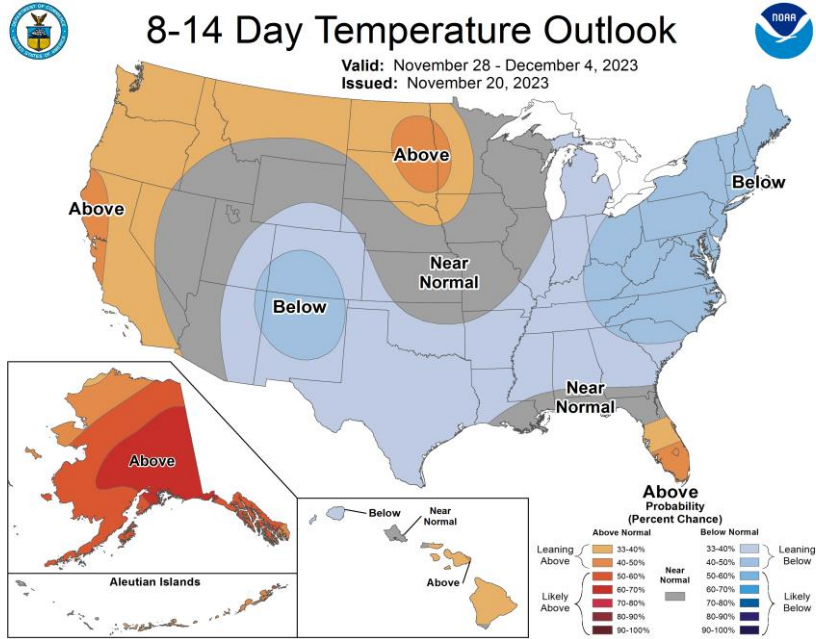 8-14 Day Temperature Outlook
NOAA
Valid: November 28 - December 4, 2023
Issued: November 20, 2023
Above
Above
Below
Near
Normal
Below
Near
Normal
Above
Above
Aleutian Islands
Below
Near
Normal
Above
Probability
(Percent Chance)
Above Normal
Below Normal
Leaning
Above
33-40%
40-50%
Likely
Above
50-60%
60-70%
70-80%
80-90%
90-100%
Near
Normal
33-40%
40-50%
Leaning
Below
50-60%
60-70%
70-80%
80-90%
90-100%
Likely
Below